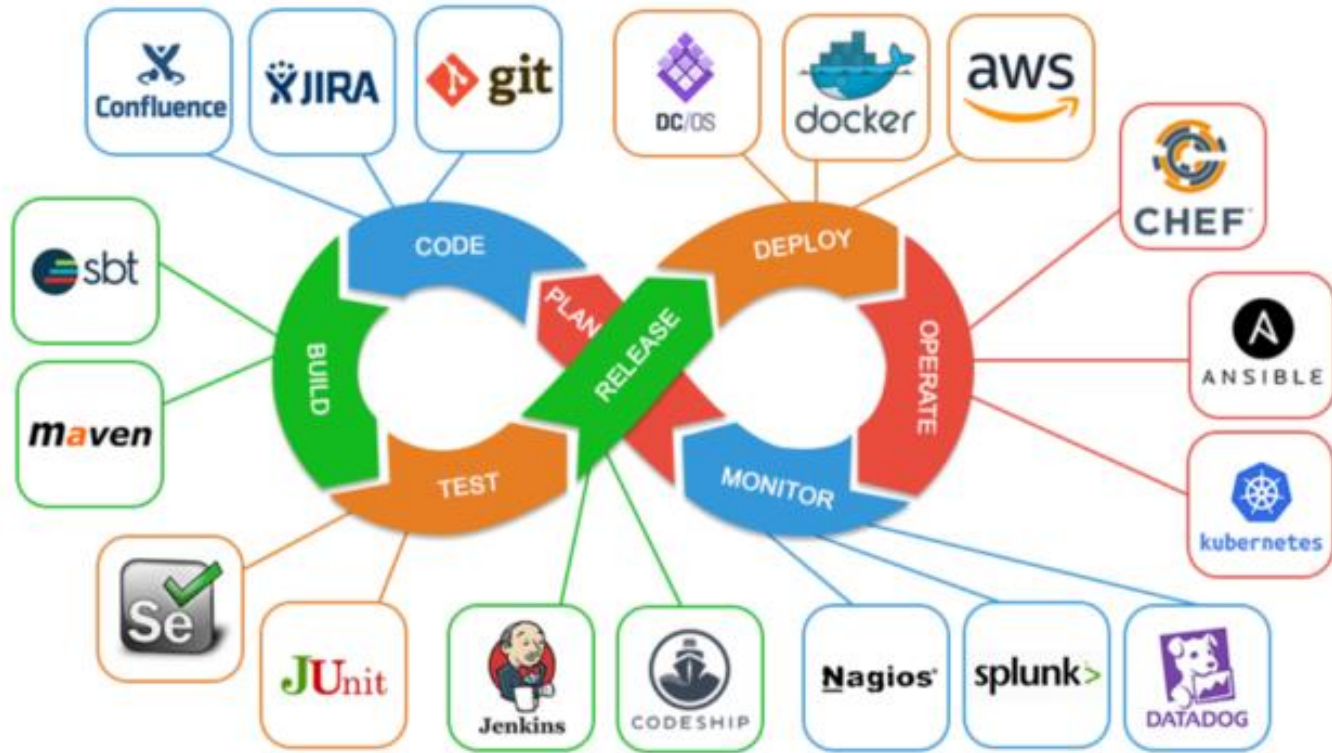 Confluence
JIRA
git
DC/OS
docker
aws
CHEF
sbt
CODE
DEPLOY
PLAN
RELEASE
BUILD
OPERATE
ANSIBLE
maven
TEST
MONITOR
kubernetes
Se
JUnit
Jenkins
CODESHIP
Nagios®
splunk>
DATADOG